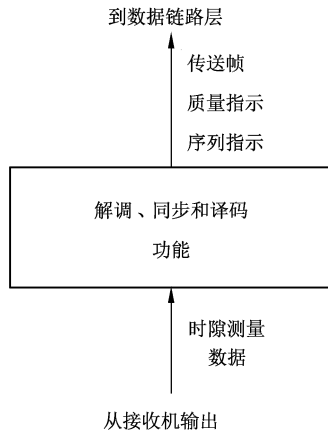 到数据链路层
传送帧
质量指示
序列指示
解调、同步和译码
功能
时隙测量
数据
从接收机输出